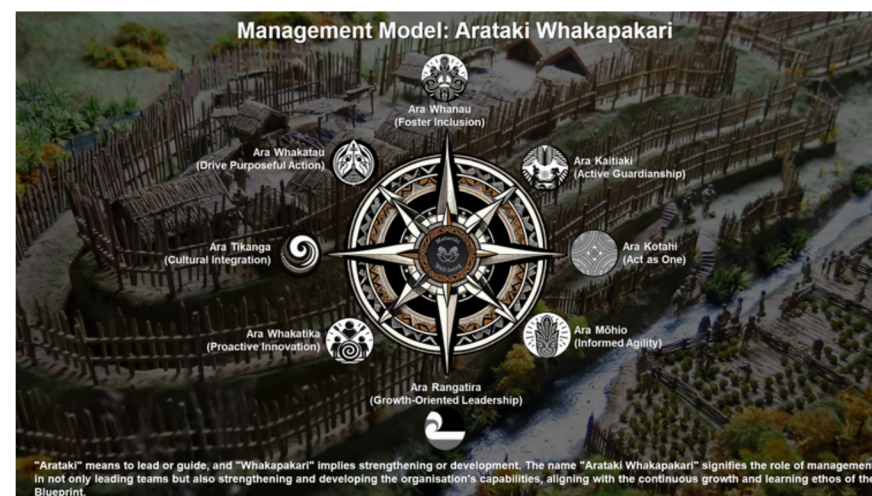 Management Model: Arataki Whakapakari
Ara Whanau
(Foster Inclusion)
Ara Whakatau
(Drive Purposeful Action)
Ara Kaitiaki
(Active Guardianship)
Ara Tikanga
(Cultural Integration)
Ara Kotahi
(Act as One)
Ara Whakatika
(Proactive Innovation)
Ara Mōhio
(Informed Agility)
Ara Rangatira
(Growth-Oriented Leadership)
"Arataki" means to lead or guide, and "Whakapakari" implies strengthening or development. The name "Arataki Whakapakari" signifies the role of managemen
in not only leading teams but also strengthening and developing the organisation's capabilities, aligning with the continuous growth and learning ethos of the
Blueprint.